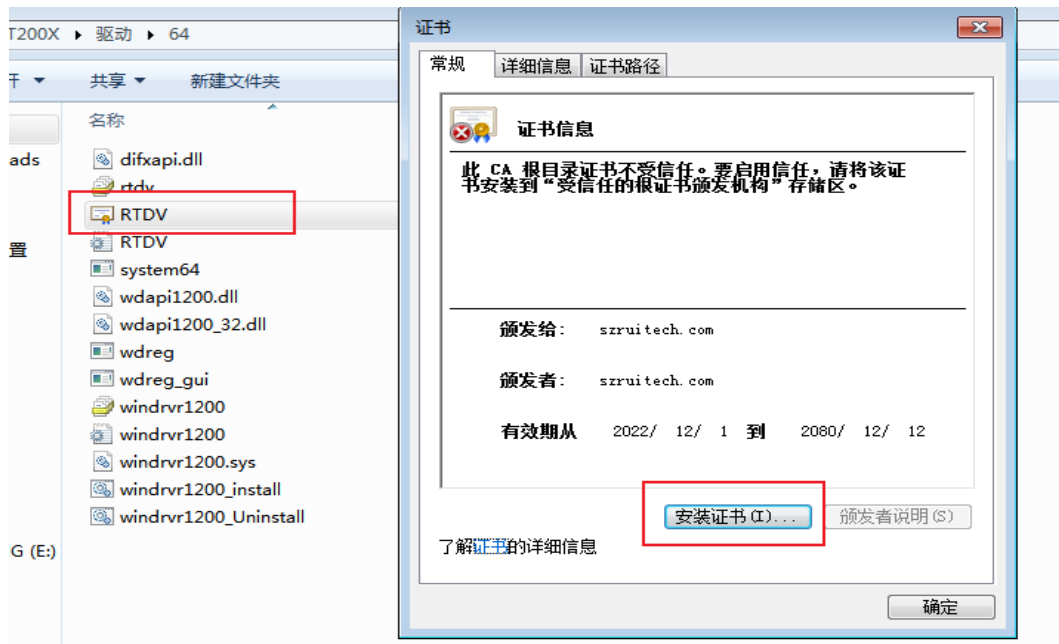 T200X ▸ 驱动 ▸ 64
开 ▼ 共享 ▼ 新建文件夹
ads
置
G (E:)
名称
difxapi.dll
rtdv
RTDV
RTDV
system64
wdapi1200.dll
wdapi1200_32.dll
wdreg
wdreg_gui
windrvr1200
windrvr1200
windrvr1200.sys
windrvr1200_install
windrvr1200_Uninstall
证书
常规 详细信息 证书路径
证书信息
此 CA 根目录证书不受信任。要启用信任，请将该证
书安装到“受信任的根证书颁发机构”存储区。
颁发给： szruitech.com
颁发者： szruitech.com
有效期从 2022/ 12/ 1 到 2080/ 12/ 12
安装证书(I)... 颁发者说明(S)
了解证书的详细信息
确定